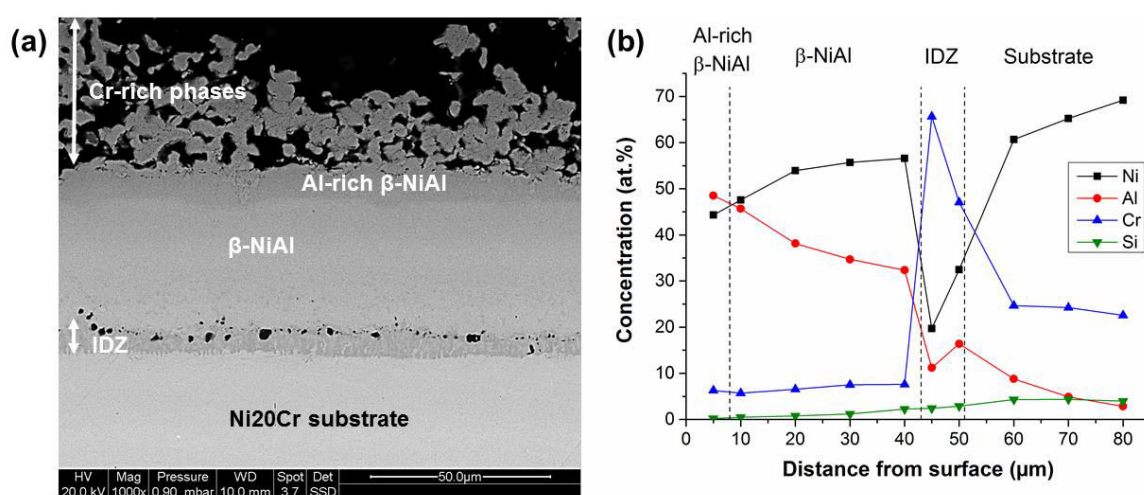 (a)
Cr-rich phases
Al-rich β-NiAl
β-NiAl
IDZ
Ni20Cr substrate
HV Mag Pressure WD Spot Det
20.0 kV 1000x 0.90 mbar 10.0 mm 3.7 SSD
50.0µm
(b)
Al-rich
β-NiAl
β-NiAl
IDZ
Substrate
Concentration (at.%)
70
60
50
40
30
20
10
0
Ni
Al
Cr
Si
0 10 20 30 40 50 60 70 80
Distance from surface (µm)